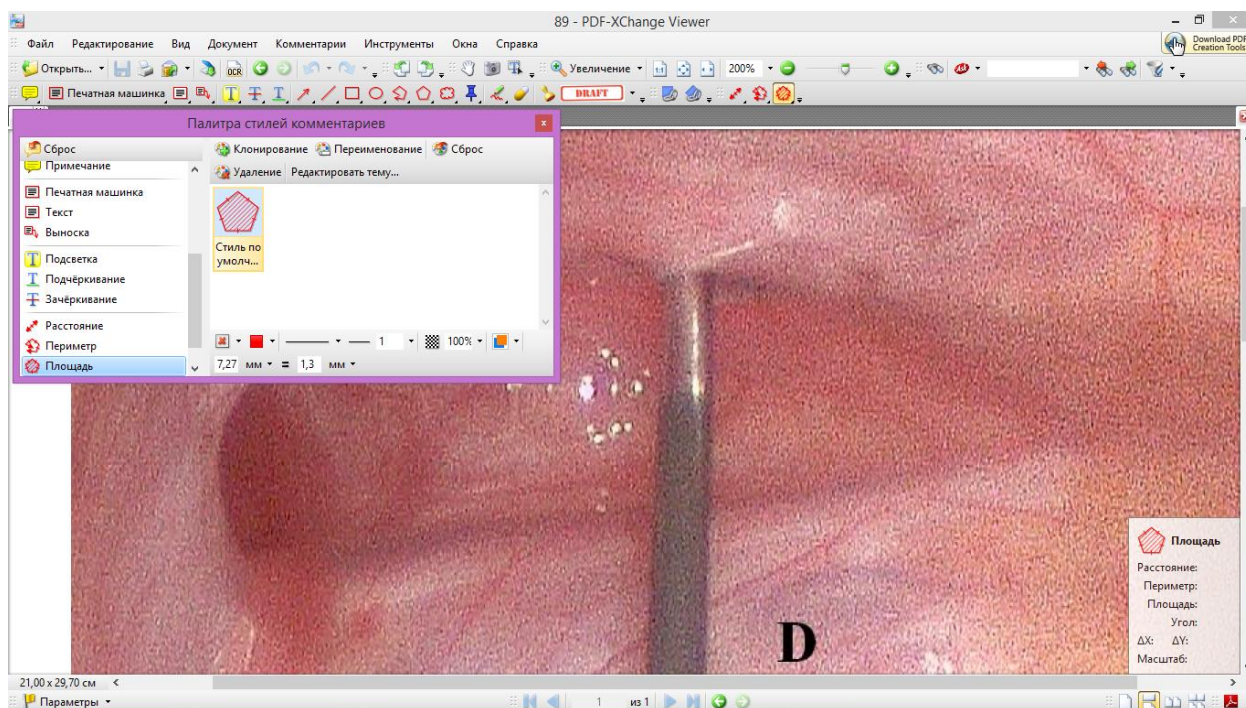 89 - PDF-XChange Viewer
Файл Редактирование Вид Документ Комментарии Инструменты Окна Справка
Download PDF
Creation Tools
Открыть... OCR Увеличение 200%
Печатная машинка DRAFT
Палитра стилей комментариев
Сброс Клонирование Переименование Сброс
Примечание
Удаление Редактировать тему...
Печатная машинка
Текст
Выноска
Стиль по
умолч...
Подсветка
Подчёркивание
Зачёркивание
Расстояние
Периметр
1 100%
Площадь
7,27 мм = 1,3 мм
Площадь
Расстояние:
Периметр:
Площадь:
Угол:
ΔX: ΔY:
Масштаб:
D
21,00 x 29,70 см
Параметры 1 из 1